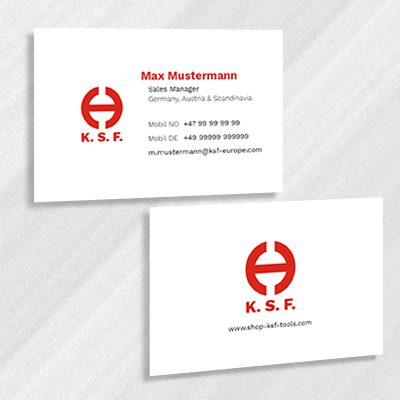 Max Mustermann
Sales Manager
Germany, Austria & Scandinavia
K. S. F.
Mobil NO +47 99 99 99 99
Mobil DE +49 99999 999999
m.mustermann@ksf-europe.com
K. S. F.
www.shop-ksf-tools.com